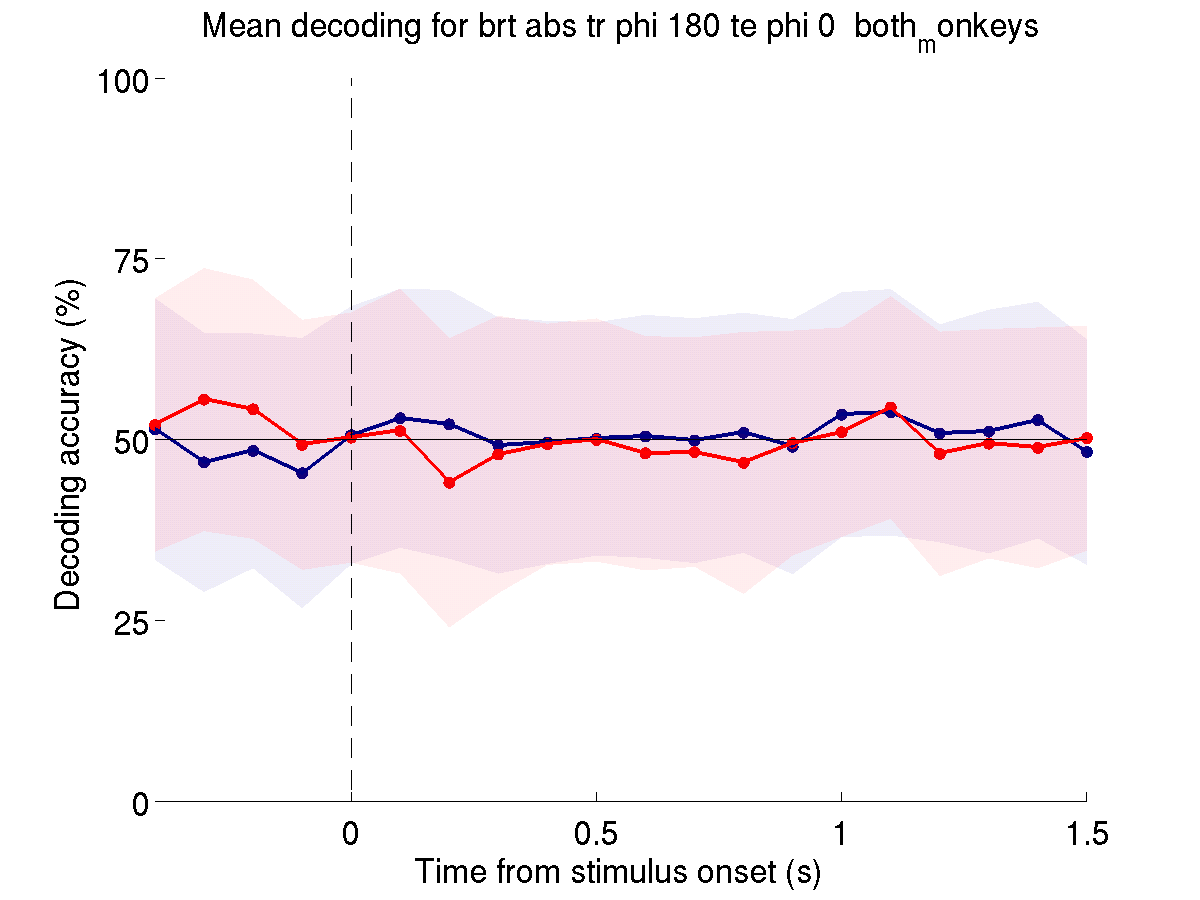 Mean decoding for brt abs tr phi 180 te phi 0 bothmonkeys
100
75
50
25
0
Decoding accuracy (%)
0 0.5 1 1.5
Time from stimulus onset (s)